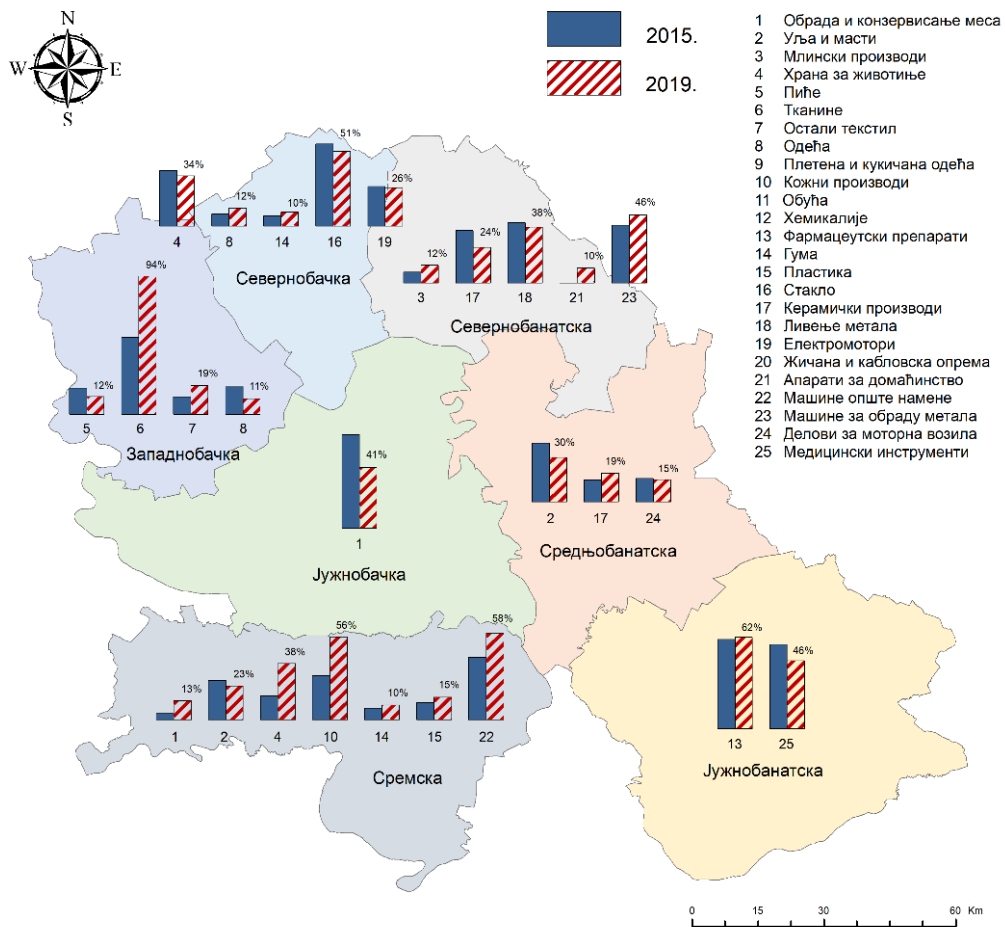 N
W E
S
2015.
2019.
1 Обрада и конзервисање меса
2 Уља и масти
3 Млински производи
4 Храна за животиње
5 Пиће
6 Тканине
7 Остали текстил
8 Одећа
9 Плетена и кукичана одећа
10 Кожни производи
11 Обућа
12 Хемикалије
13 Фармацеутски препарати
14 Гума
15 Пластика
16 Стакло
17 Керамички производи
18 Ливење метала
19 Електромотори
20 Жичана и кабловска опрема
21 Апарати за домаћинство
22 Машине опште намене
23 Машине за обраду метала
24 Делови за моторна возила
25 Медицински инструменти
34% 12% 10% 51% 26%
4 8 14 16 19
Севернобачка
12% 24% 38% 10% 46%
3 17 18 21 23
Севернобанатска
12% 94% 19% 11%
5 6 7 8
Западнобачка
41%
1
Јужнобачка
30% 19% 15%
2 17 24
Средњобанатска
13% 23% 38% 56% 10% 15% 58%
1 2 4 10 14 15 22
Сремска
62% 46%
13 25
Јужнобанатска
0 15 30 60 Km